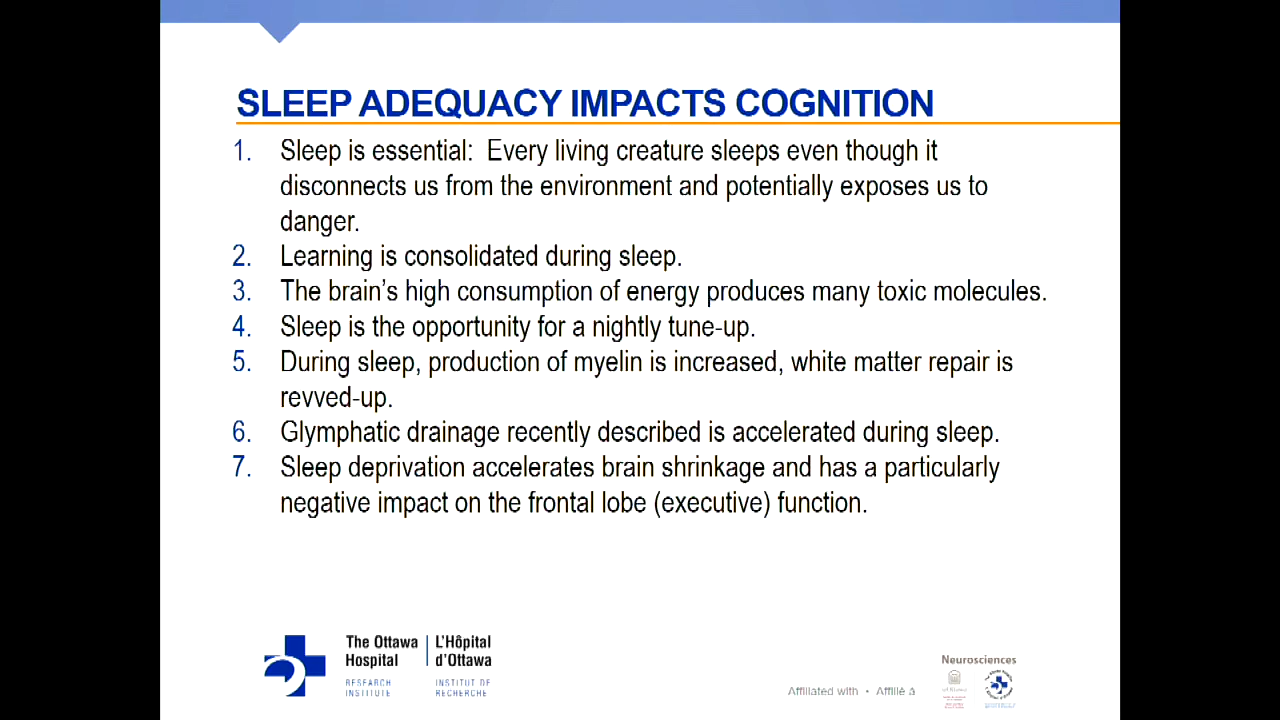 SLEEP ADEQUACY IMPACTS COGNITION
1. Sleep is essential:  Every living creature sleeps even though it
disconnects us from the environment and potentially exposes us to
danger.
2. Learning is consolidated during sleep.
3. The brain’s high consumption of energy produces many toxic molecules.
4. Sleep is the opportunity for a nightly tune-up.
5. During sleep, production of myelin is increased, white matter repair is
revved-up.
6. Glymphatic drainage recently described is accelerated during sleep.
7. Sleep deprivation accelerates brain shrinkage and has a particularly
negative impact on the frontal lobe (executive) function.
The Ottawa Hospital
RESEARCH INSTITUTE
L’Hôpital d’Ottawa
INSTITUT DE RECHERCHE
Affiliated with • Affilié à
Neurosciences